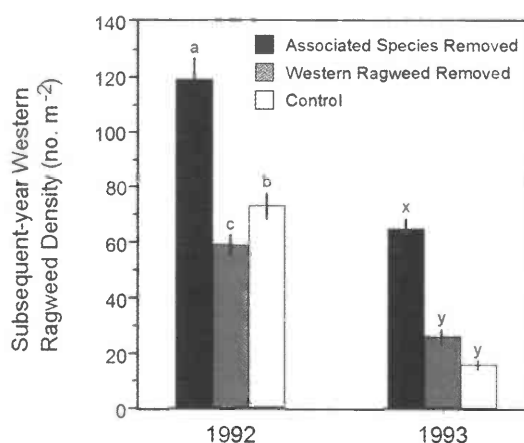 Subsequent-year Western
Ragweed Density (no. m⁻²)
140
120
100
80
60
40
20
0
Associated Species Removed
Western Ragweed Removed
Control
a
c
b
x
y
y
1992
1993